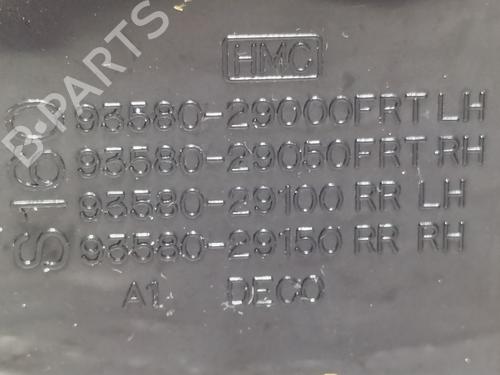 HMC
93580-29000FRT LH
93580-29050FRT RH
93580-29100 RR LH
93580-29150 RR RH
A1 DECO
B-PARTS